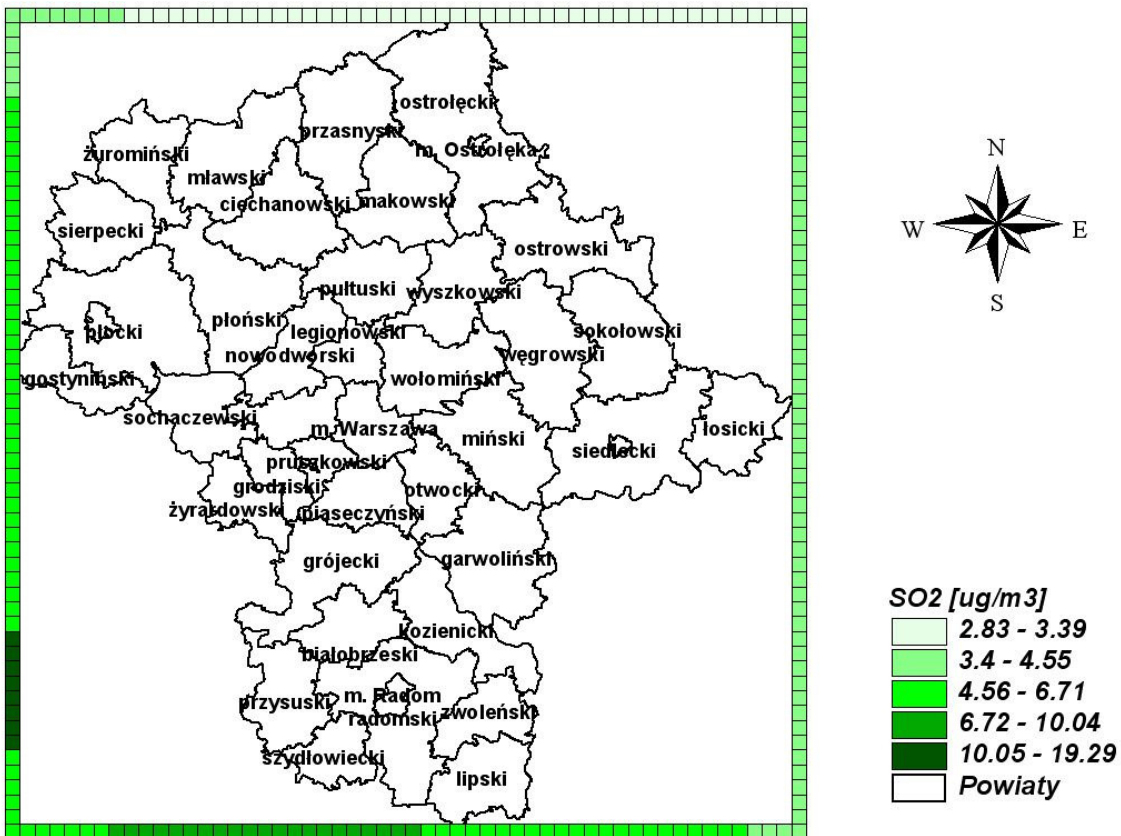 ostrołęcki
przasnyski
m. Ostrołęka
żuromiński
mławski
ciechanowski
makowski
sierpecki
ostrowski
pułtuski
wyszkowski
płocki
płoński
legionowski
sokołowski
nowodworski
węgrowski
gostyniński
wołomiński
sochaczewski
m. Warszawa
miński
siedlecki
łosicki
pruszkowski
grodziski
otwocki
żyrardowski
piaseczyński
grójecki
garwoliński
kozienicki
białobrzeski
przysuski
m. Radom
radomski
zwoleński
szydłowiecki
lipski
N
W
E
S
SO2 [ug/m3]
2.83 - 3.39
3.4 - 4.55
4.56 - 6.71
6.72 - 10.04
10.05 - 19.29
Powiaty